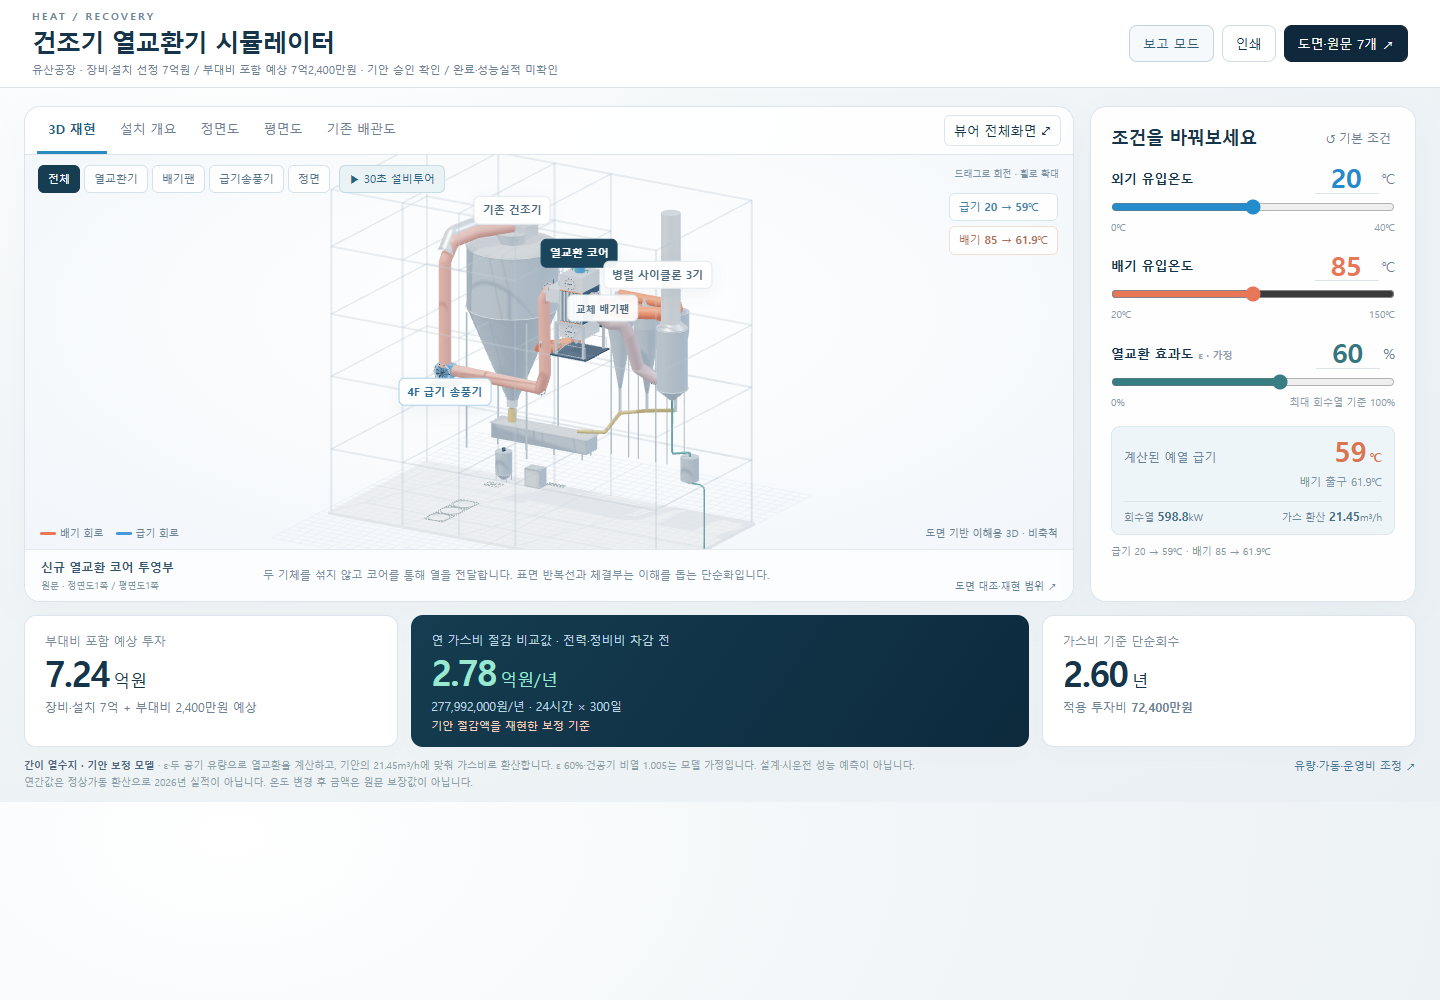 HEAT / RECOVERY
건조기 열교환기 시뮬레이터
유산공장 · 장비·설치 선정 7억원 / 부대비 포함 예상 7억2,400만원 · 기안 승인 확인 / 완료·성능실적 미확인
보고 모드
인쇄
도면·원문 7개 ↗
3D 재현
설치 개요
정면도
평면도
기존 배관도
뷰어 전체화면 ⤢
전체
열교환기
배기팬
급기송풍기
정면
▶ 30초 설비투어
드래그로 회전 · 휠로 확대
급기 20 → 59℃
배기 85 → 61.9℃
기존 건조기
열교환 코어
병렬 사이클론 3기
교체 배기팬
4F 급기 송풍기
배기 회로
급기 회로
도면 기반 이해용 3D · 비축척
신규 열교환 코어 투영부
원문 · 정면도1쪽 / 평면도1쪽
두 기체를 섞지 않고 코어를 통해 열을 전달합니다. 표면 반복선과 체결부는 이해를 돕는 단순화입니다.
도면 대조·재현 범위 ↗
조건을 바꿔보세요
↺ 기본 조건
외기 유입온도
20 ℃
0℃
40℃
배기 유입온도
85 ℃
20℃
150℃
열교환 효과도 ε · 가정
60 %
0%
최대 회수열 기준 100%
계산된 예열 급기
59 ℃
배기 출구 61.9℃
회수열 598.8kW
가스 환산 21.45m³/h
급기 20 → 59℃ · 배기 85 → 61.9℃
부대비 포함 예상 투자
7.24 억원
장비·설치 7억 + 부대비 2,400만원 예상
연 가스비 절감 비교값 · 전력·정비비 차감 전
2.78 억원/년
277,992,000원/년 · 24시간 × 300일
기안 절감액을 재현한 보정 기준
가스비 기준 단순회수
2.60 년
적용 투자비 72,400만원
간이 열수지 · 기안 보정 모델 · ε·두 공기 유량으로 열교환을 계산하고, 기안의 21.45m³/h에 맞춰 가스비로 환산합니다. ε 60%·건공기 비열 1.005는 모델 가정입니다. 설계·시운전 성능 예측이 아닙니다.
연간값은 정상가동 환산으로 2026년 실적이 아닙니다. 온도 변경 후 금액은 원문 보장값이 아닙니다.
유량·가동·운영비 조정 ↗